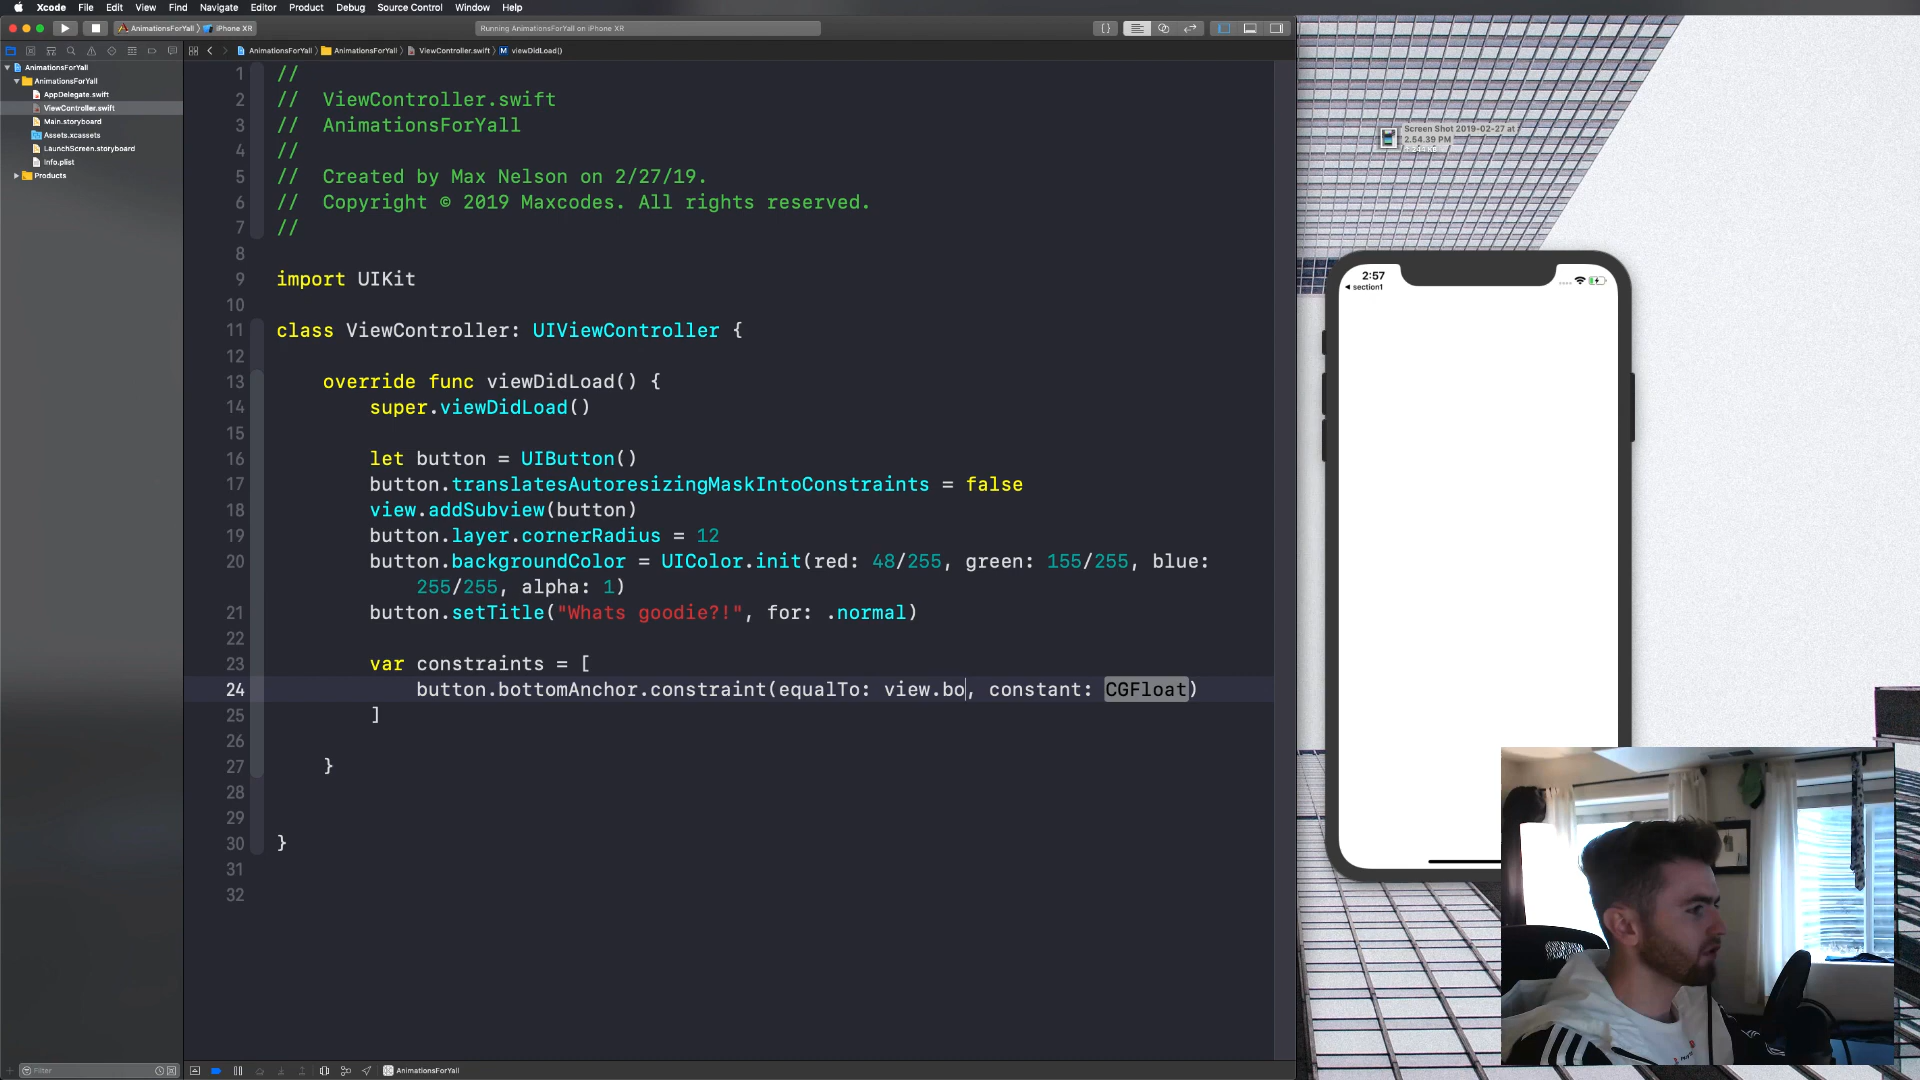 Xcode File Edit View Find Navigate Editor Product Debug Source Control Window Help
AnimationsForYall iPhone XR
Running AnimationsForYall on iPhone XR
AnimationsForYall AnimationsForYall ViewController.swift M viewDidLoad()
AnimationsForYall
AnimationsForYall
AppDelegate.swift
ViewController.swift
Main.storyboard
Assets.xcassets
LaunchScreen.storyboard
Info.plist
Products
1 //
2 // ViewController.swift
3 // AnimationsForYall
4 //
5 // Created by Max Nelson on 2/27/19.
6 // Copyright © 2019 Maxcodes. All rights reserved.
7 //
8
9 import UIKit
10
11 class ViewController: UIViewController {
12
13 override func viewDidLoad() {
14 super.viewDidLoad()
15
16 let button = UIButton()
17 button.translatesAutoresizingMaskIntoConstraints = false
18 view.addSubview(button)
19 button.layer.cornerRadius = 12
20 button.backgroundColor = UIColor.init(red: 48/255, green: 155/255, blue:
255/255, alpha: 1)
21 button.setTitle("Whats goodie?!", for: .normal)
22
23 var constraints = [
24 button.bottomAnchor.constraint(equalTo: view.bo, constant: CGFloat)
25 ]
26
27 }
28
29
30 }
31
32
Filter
AnimationsForYall
Screen Shot 2019-02-27 at
2.54.39 PM
2:57
section1